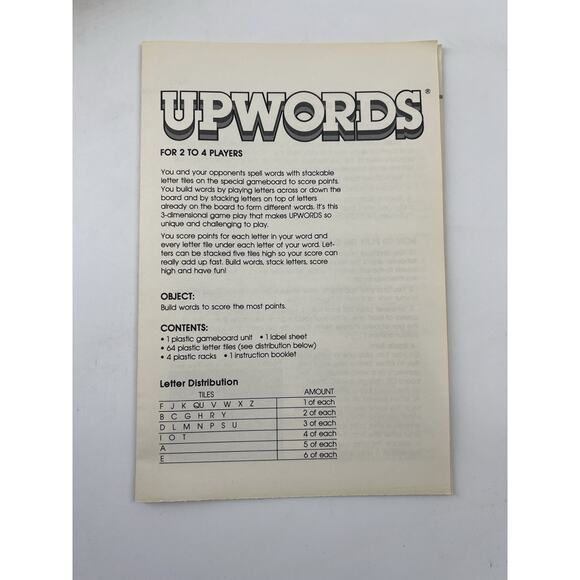 UPWORDS®
FOR 2 TO 4 PLAYERS
You and your opponents spell words with stackable
letter tiles on the special gameboard to score points.
You build words by playing letters across or down the
board and by stacking letters on top of letters
already on the board to form different words. It's this
3-dimensional game play that makes UPWORDS so
unique and challenging to play.
You score points for each letter in your word and
every letter tile under each letter of your word. Let-
ters can be stacked five tiles high so your score can
really add up fast. Build words, stack letters, score
high and have fun!
OBJECT:
Build words to score the most points.
CONTENTS:
• 1 plastic gameboard unit • 1 label sheet
• 64 plastic letter tiles (see distribution below)
• 4 plastic racks • 1 instruction booklet
Letter Distribution
TILES AMOUNT
F J K QU V W X Z 1 of each
B C G H R Y 2 of each
D L M N P S U 3 of each
I O T 4 of each
A 5 of each
E 6 of each